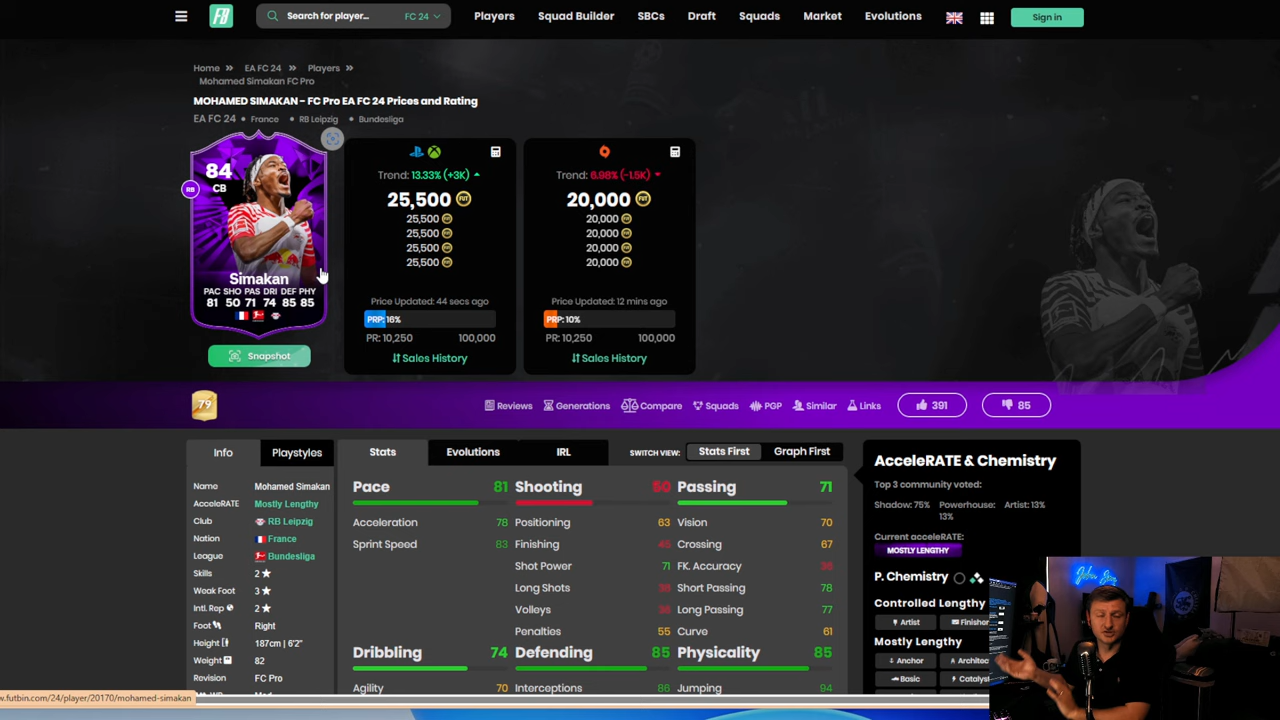 Search for player... FC 24
Players Squad Builder SBCs Draft Squads Market Evolutions Sign in
Home >> EA FC 24 >> Players >>
Mohamed Simakan FC Pro
MOHAMED SIMAKAN - FC Pro EA FC 24 Prices and Rating
EA FC 24 • France • RB Leipzig • Bundesliga
84
CB
RB
Simakan
PAC SHO PAS DRI DEF PHY
81 50 71 74 85 85
Snapshot
Trend: 13.33% (+3K)
25,500 FUT
25,500
25,500
25,500
25,500
Price Updated: 44 secs ago
PRP: 16%
PR: 10,250 100,000
Sales History
Trend: 6.98% (-1.5K)
20,000 FUT
20,000
20,000
20,000
20,000
Price Updated: 12 mins ago
PRP: 10%
PR: 10,250 100,000
Sales History
79
Reviews Generations Compare Squads PGP Similar Links 391 85
Info Playstyles
Name Mohamed Simakan
AcceleRATE Mostly Lengthy
Club RB Leipzig
Nation France
League Bundesliga
Skills 2
Weak Foot 3
Intl. Rep 2
Foot Right
Height 187cm | 6'2"
Weight 82
Revision FC Pro
Stats Evolutions IRL SWITCH VIEW: Stats First Graph First
Pace 81
Acceleration 78
Sprint Speed 83
Shooting 50
Positioning 63
Finishing 45
Shot Power 71
Long Shots 38
Volleys 38
Penalties 55
Passing 71
Vision 70
Crossing 67
FK. Accuracy 36
Short Passing 78
Long Passing 77
Curve 61
Dribbling 74
Agility 70
Defending 85
Interceptions 86
Physicality 85
Jumping 94
AcceleRATE & Chemistry
Top 3 community voted:
Shadow: 75% Powerhouse: 13% Artist: 13%
Current acceleRATE:
MOSTLY LENGTHY
P. Chemistry
Controlled Lengthy
Artist Finisher
Mostly Lengthy
Anchor
Basic Catalyst
w.futbin.com/24/player/20170/mohamed-simakan